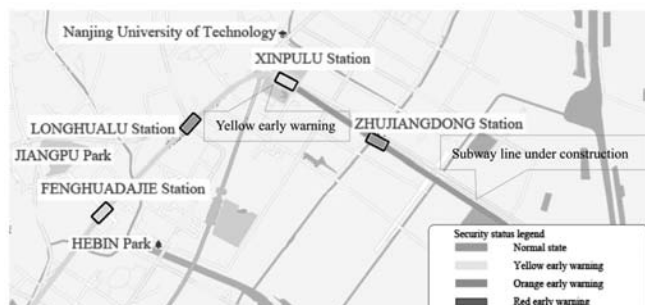 Nanjing University of Technology
XINPULU Station
LONGHUALU Station
Yellow early warning
ZHUJIANGDONG Station
JIANGPU Park
Subway line under construction
FENGHUADAJIE Station
HEBIN Park
Security status legend
Normal state
Yellow early warning
Orange early warning
Red early warning